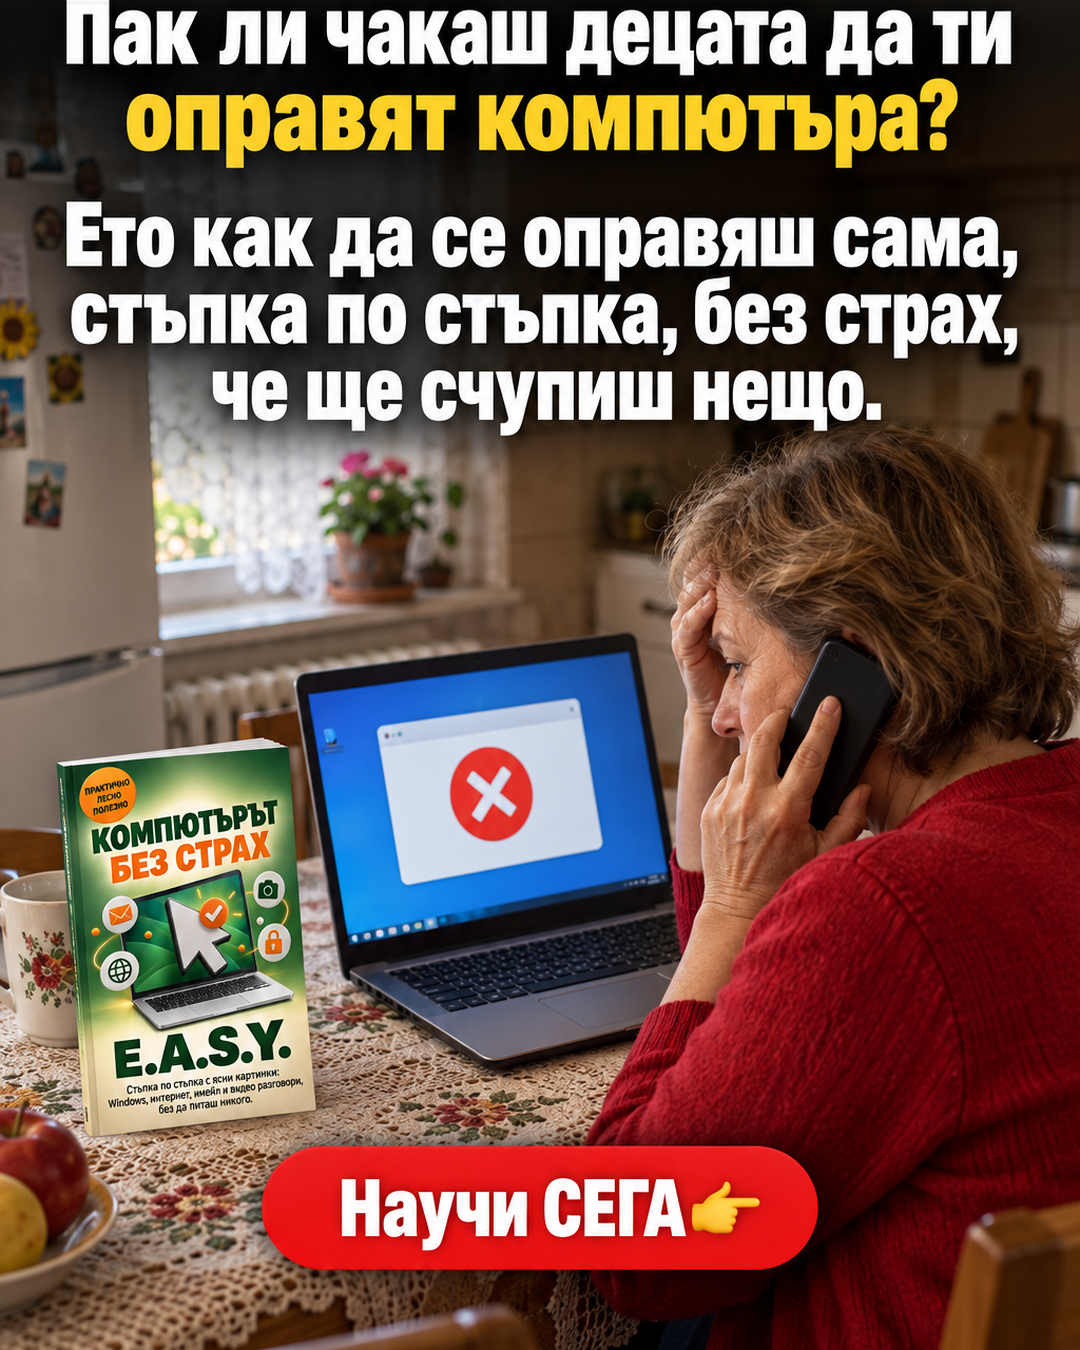 Пак ли чакаш децата да ти
оправят компютъра?
Ето как да се оправяш сама,
стъпка по стъпка, без страх,
че ще счупиш нещо.
ПРАКТИЧНО
ЛЕСНО
ПОЛЕЗНО
КОМПЮТЪРЪТ
БЕЗ СТРАХ
E.A.S.Y.
Стъпка по стъпка с ясни картинки:
Windows, интернет, имейл и видео разговори,
без да питаш никого.
Научи СЕГА👉